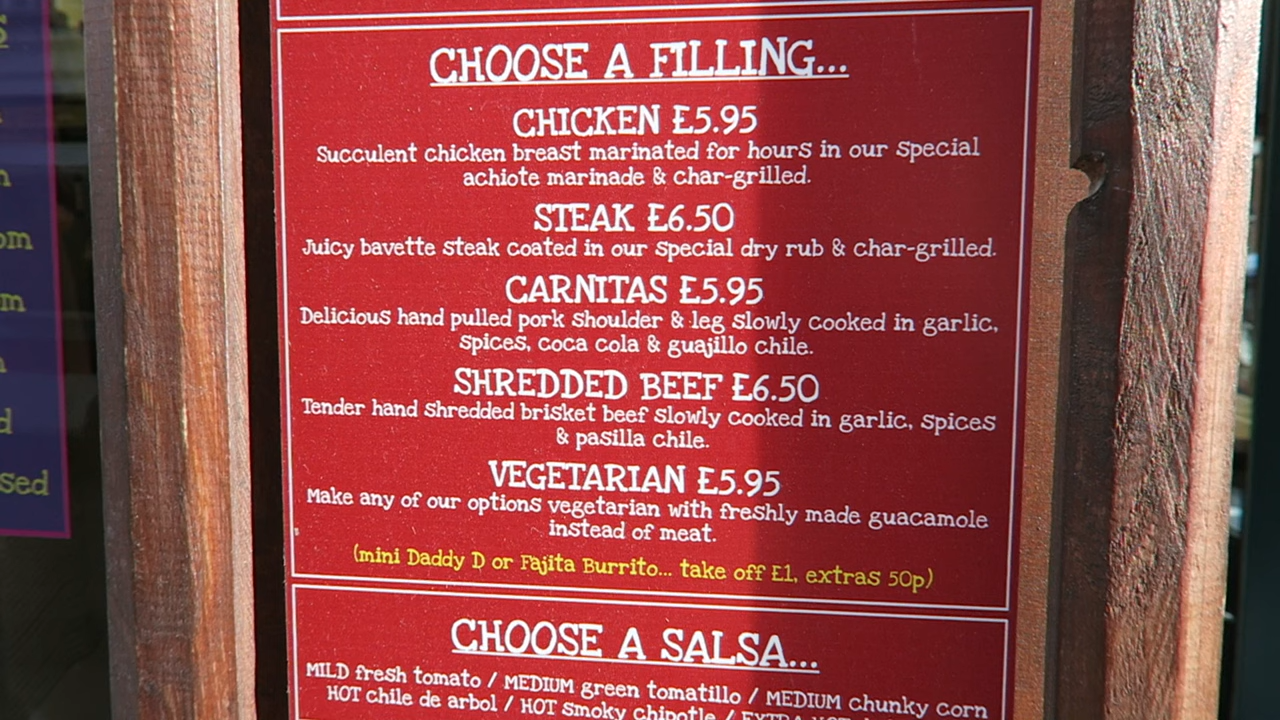 CHOOSE A FILLING...
CHICKEN £5.95
Succulent chicken breast marinated for hours in our special
achiote marinade & char-grilled.
STEAK £6.50
Juicy bavette steak coated in our special dry rub & char-grilled.
CARNITAS £5.95
Delicious hand pulled pork shoulder & leg slowly cooked in garlic,
spices, coca cola & guajillo chile.
SHREDDED BEEF £6.50
Tender hand shredded brisket beef slowly cooked in garlic, spices
& pasilla chile.
VEGETARIAN £5.95
Make any of our options vegetarian with freshly made guacamole
instead of meat.
(mini Daddy D or Fajita Burrito... take off £1, extras 50p)
CHOOSE A SALSA...
MILD fresh tomato / MEDIUM green tomatillo / MEDIUM chunky corn
HOT chile de arbol / HOT smoky chipotle / EXTRA HOT